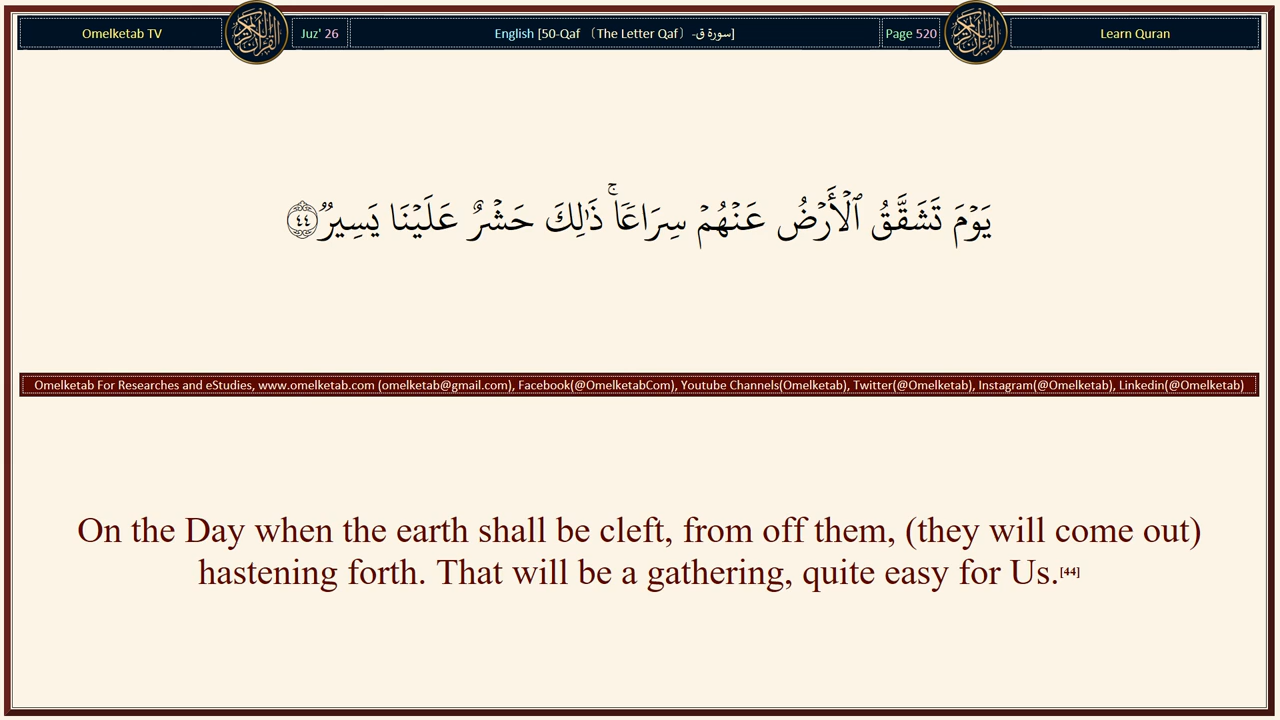 Omelketab TV
Juz' 26
English [50-Qaf 〔The Letter Qaf〕 -سورة ق]
Page 520
Learn Quran
يَوْمَ تَشَقَّقُ ٱلْأَرْضُ عَنْهُمْ سِرَاعًا ۚ ذَٰلِكَ حَشْرٌ عَلَيْنَا يَسِيرٌ ٤٤
Omelketab For Researches and eStudies, www.omelketab.com (omelketab@gmail.com), Facebook(@OmelketabCom), Youtube Channels(Omelketab), Twitter(@Omelketab), Instagram(@Omelketab), Linkedin(@Omelketab)
On the Day when the earth shall be cleft, from off them, (they will come out)
hastening forth. That will be a gathering, quite easy for Us.[44]